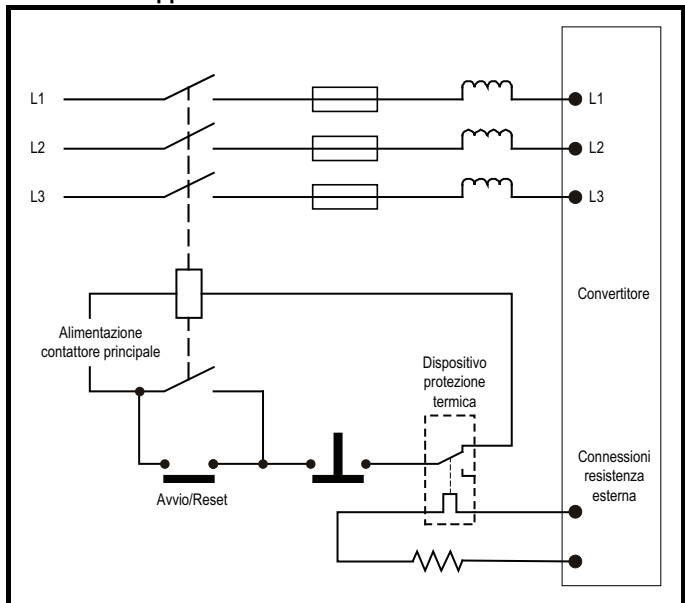 L1
L1
L2
L2
L3
L3
Convertitore
Alimentazione
contattore principale
Dispositivo
protezione
termica
Connessioni
resistenza
esterna
Avvio/Reset